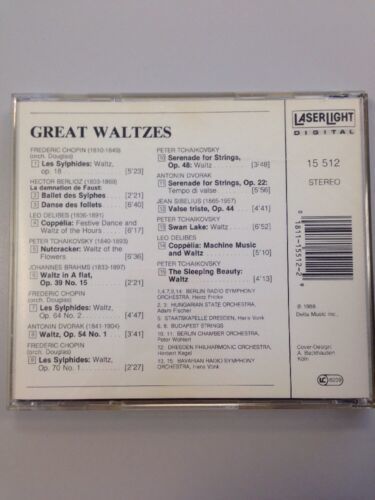 GREAT WALTZES
FREDERIC CHOPIN (1810-1849)
(orch. Douglas)
1 Les Sylphides: Waltz,
op. 18 [5'23]
HECTOR BERLIOZ (1803-1869)
La damnation de Faust:
2 Ballet des Sylphes [2'21]
3 Danse des follets [6'40]
LEO DELIBES (1836-1891)
4 Coppélia: Festive Dance and
Waltz of the Hours [6'17]
PETER TCHAIKOVSKY (1840-1893)
5 Nutcracker: Waltz of the
Flowers [6'36]
JOHANNES BRAHMS (1833-1897)
6 Waltz in A flat,
Op. 39 No. 15 [2'21]
FREDERIC CHOPIN
7 Les Sylphides: Waltz,
Op. 64 No. 2 [4'47]
ANTONIN DVORAK (1841-1904)
8 Waltz, Op. 54 No. 1 [3'41]
FREDERIC CHOPIN
(orch. Douglas)
9 Les Sylphides: Waltz,
Op. 70 No. 1 [2'27]
PETER TCHAIKOVSKY
10 Serenade for Strings,
Op. 48: Waltz [3'48]
ANTONIN DVORAK
11 Serenade for Strings, Op. 22:
Tempo di valse [6'56]
JEAN SIBELIUS (1865-1957)
12 Valse triste, Op. 44 [4'41]
PETER TCHAIKOVSKY
13 Swan Lake: Waltz [6'52]
LEO DELIBES
14 Coppélia: Machine Music
and Waltz [5'10]
PETER TCHAIKOVSKY
15 The Sleeping Beauty:
Waltz [4'13]
1,4,7,9,14: BERLIN RADIO SYMPHONY
ORCHESTRA, Heinz Fricke
2, 3: HUNGARIAN STATE ORCHESTRA,
Adam Fischer
5: STAATSKAPELLE DRESDEN, Hans Vonk
6, 8: BUDAPEST STRINGS
10, 11: BERLIN CHAMBER ORCHESTRA,
Peter Wohlert
12: DRESDEN PHILHARMONIC ORCHESTRA,
Herbert Kegel
13, 15: BAVARIAN RADIO SYMPHONY
ORCHESTRA, Hans Vonk
LASERLIGHT
DIGITAL
15 512
STEREO
0 1811-15512-2
Delta Music Inc.
Cover-Design:
A. Backhausen
Köln
LC 8259